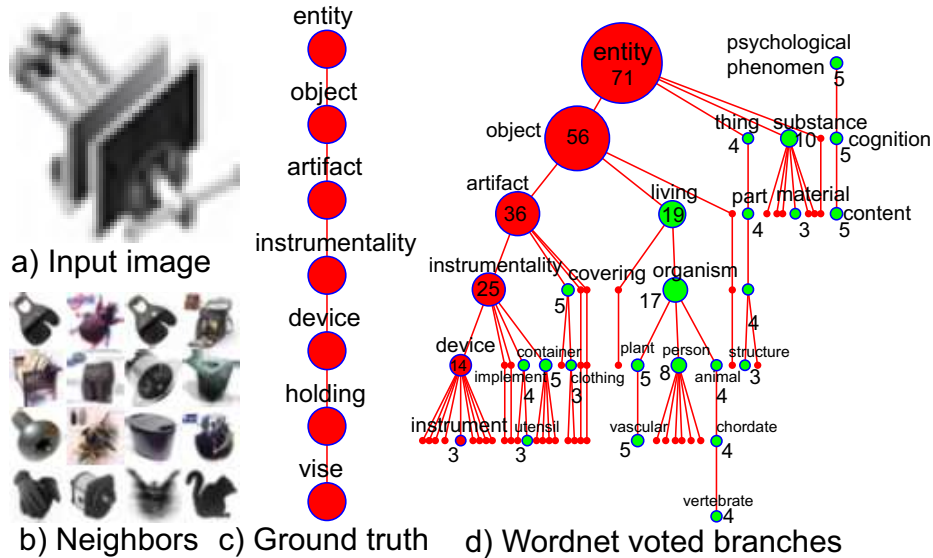 a) Input image
b) Neighbors
entity
object
artifact
instrumentality
device
holding
vise
c) Ground truth
entity
71
psychological
phenomen
5
object
56
thing
4
substance
10
cognition
5
artifact
36
living
19
part
4
material
3
content
5
instrumentality
25
covering
5
organism
17
4
device
14
implement
4
container
5
clothing
3
plant
5
person
8
animal
4
structure
3
instrument
3
utensil
3
vascular
5
chordate
4
vertebrate
4
d) Wordnet voted branches